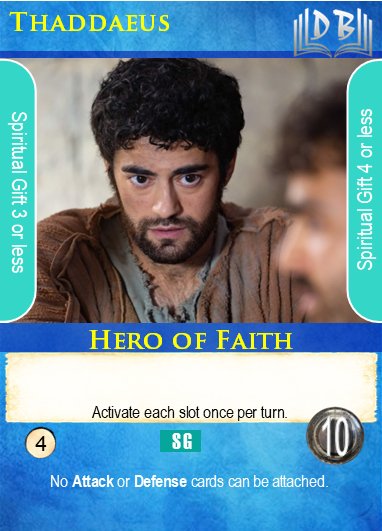 THADDAEUS
DB
Spiritual Gift 3 or less
Spiritual Gift 4 or less
HERO OF FAITH
Activate each slot once per turn.
4
SG
10
No Attack or Defense cards can be attached.